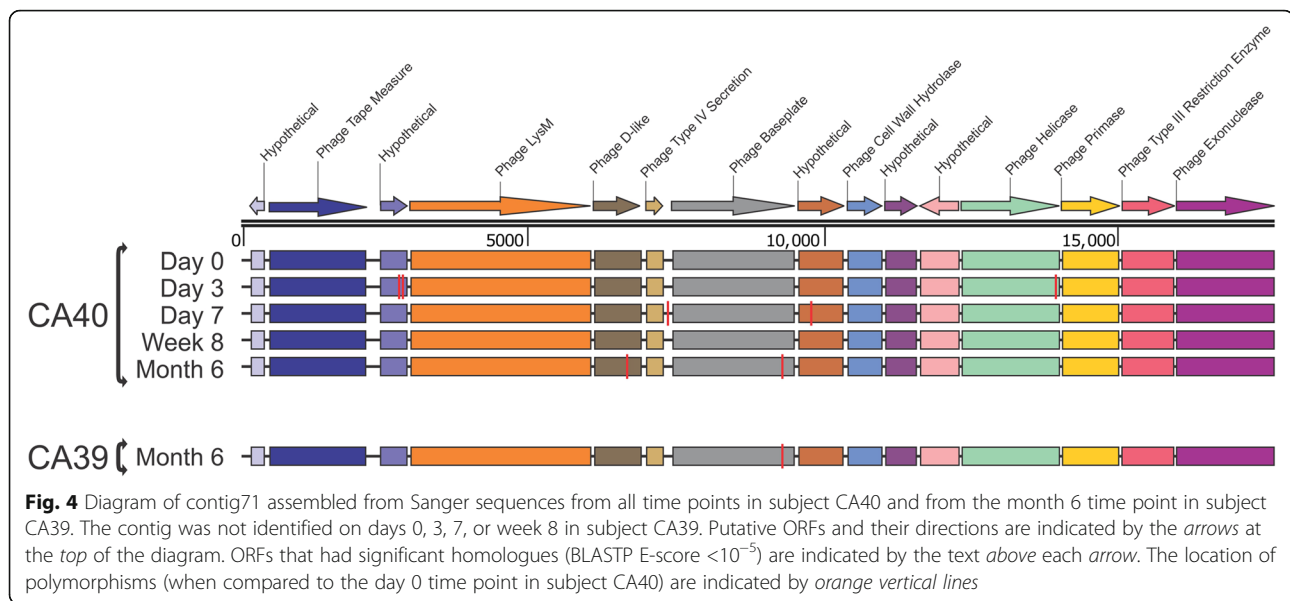 Hypothetical
Phage Tape Measure
Hypothetical
Phage LysM
Phage D-like
Phage Type IV Secretion
Phage Baseplate
Hypothetical
Phage Cell Wall Hydrolase
Hypothetical
Hypothetical
Phage Helicase
Phage Primase
Phage Type III Restriction Enzyme
Phage Exonuclease
0 5000 10,000 15,000
CA40
Day 0
Day 3
Day 7
Week 8
Month 6
CA39 Month 6
Fig. 4 Diagram of contig71 assembled from Sanger sequences from all time points in subject CA40 and from the month 6 time point in subject
CA39. The contig was not identified on days 0, 3, 7, or week 8 in subject CA39. Putative ORFs and their directions are indicated by the arrows at
the top of the diagram. ORFs that had significant homologues (BLASTP E-score <10⁻⁵) are indicated by the text above each arrow. The location of
polymorphisms (when compared to the day 0 time point in subject CA40) are indicated by orange vertical lines